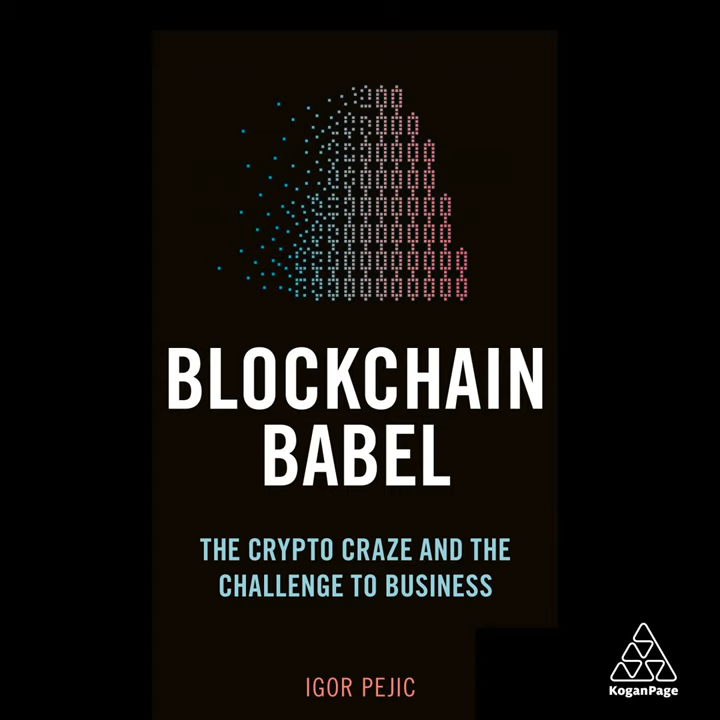 BLOCKCHAIN
BABEL
THE CRYPTO CRAZE AND THE
CHALLENGE TO BUSINESS
IGOR PEJIC
KoganPage